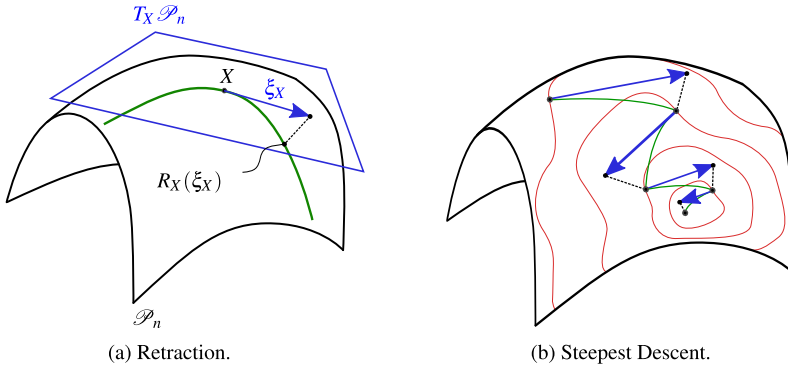 T_X 𝒫_n
X
ξ_X
R_X(ξ_X)
𝒫_n
(a) Retraction.
(b) Steepest Descent.